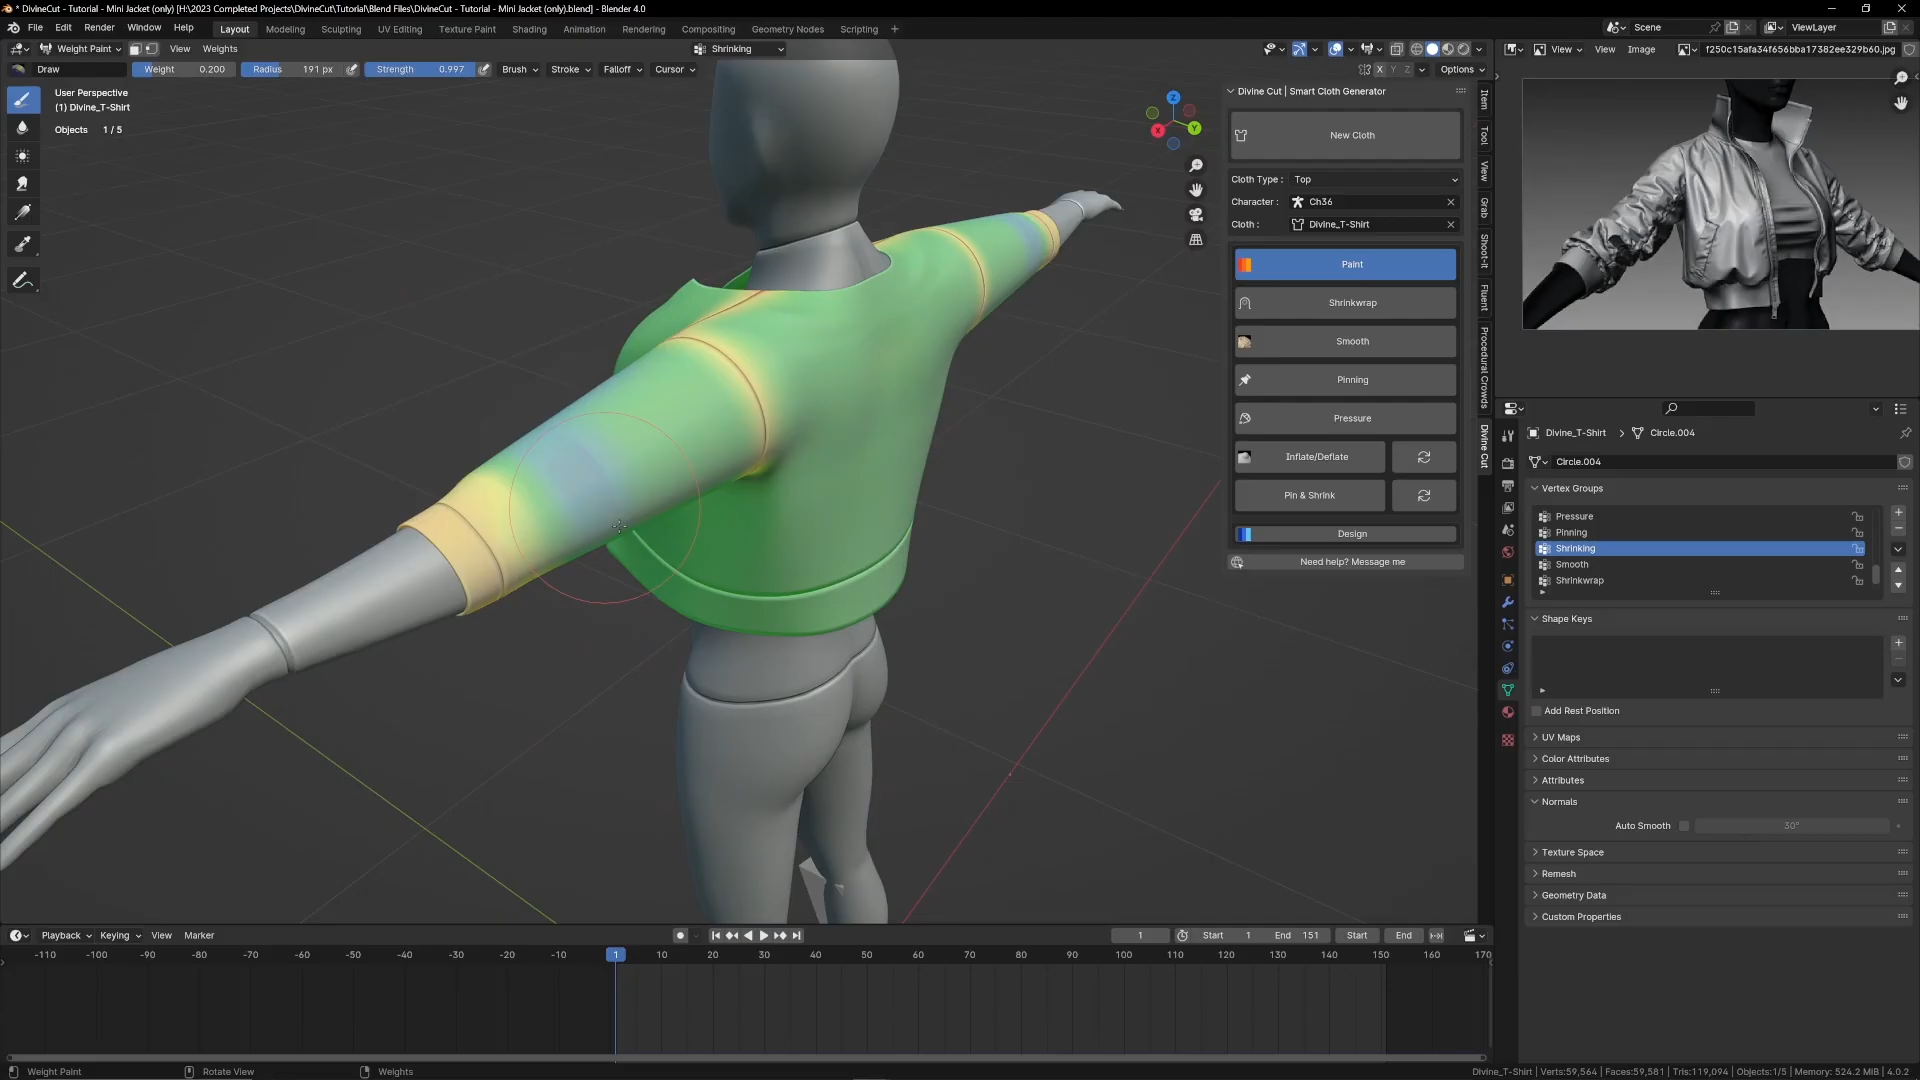 * DivineCut - Tutorial - Mini Jacket (only) [H:\2023 Completed Projects\DivineCut\Tutorial\Blend Files\DivineCut - Tutorial - Mini Jacket (only).blend] - Blender 4.0
File Edit Render Window Help Layout Modeling Sculpting UV Editing Texture Paint Shading Animation Rendering Compositing Geometry Nodes Scripting + Scene ViewLayer
Weight Paint View Weights Shrinking View View Image f250c15afa34f656bba17382ee329b60.jpg
Draw Weight 0.200 Radius 191 px Strength 0.997 Brush Stroke Falloff Cursor X Y Z Options
User Perspective
(1) Divine_T-Shirt
Objects 1 / 5
Z
Y
X
Divine Cut | Smart Cloth Generator
New Cloth
Cloth Type : Top
Character : Ch36
Cloth : Divine_T-Shirt
Paint
Shrinkwrap
Smooth
Pinning
Pressure
Inflate/Deflate
Pin & Shrink
Design
Need help? Message me
Item
Tool
View
Grab
Shoot-it
Fluent
Procedural Crowds
Divine Cut
Divine_T-Shirt > Circle.004
Circle.004
Vertex Groups
Pressure
Pinning
Shrinking
Smooth
Shrinkwrap
Shape Keys
Add Rest Position
UV Maps
Color Attributes
Attributes
Normals
Auto Smooth 30°
Texture Space
Remesh
Geometry Data
Custom Properties
Playback Keying View Marker 1 Start 1 End 151 Start End
-110 -100 -90 -80 -70 -60 -50 -40 -30 -20 -10 1 10 20 30 40 50 60 70 80 90 100 110 120 130 140 150 160 170
Weight Paint Rotate View Weights Divine_T-Shirt | Verts:59,564 | Faces:59,581 | Tris:119,094 | Objects:1/5 | Memory: 524.2 MiB | 4.0.2